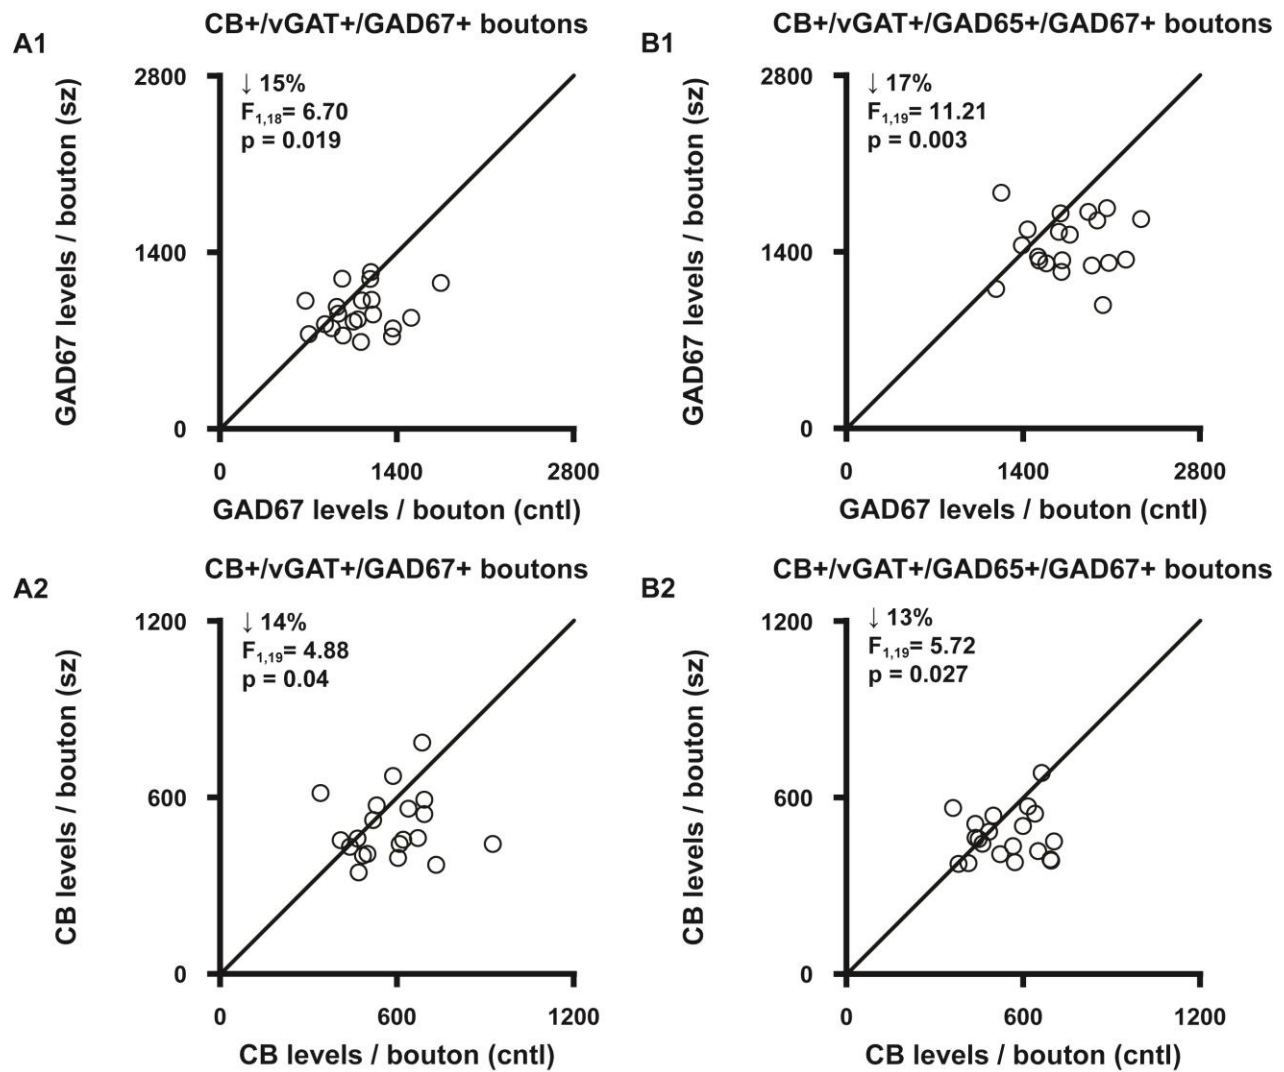 A1
CB+/vGAT+/GAD67+ boutons
↓ 15%
F1,18= 6.70
p = 0.019
GAD67 levels / bouton (sz)
2800
1400
0
0 1400 2800
GAD67 levels / bouton (cntl)
B1
CB+/vGAT+/GAD65+/GAD67+ boutons
↓ 17%
F1,19= 11.21
p = 0.003
GAD67 levels / bouton (sz)
2800
1400
0
0 1400 2800
GAD67 levels / bouton (cntl)
A2
CB+/vGAT+/GAD67+ boutons
↓ 14%
F1,19= 4.88
p = 0.04
CB levels / bouton (sz)
1200
600
0
0 600 1200
CB levels / bouton (cntl)
B2
CB+/vGAT+/GAD65+/GAD67+ boutons
↓ 13%
F1,19= 5.72
p = 0.027
CB levels / bouton (sz)
1200
600
0
0 600 1200
CB levels / bouton (cntl)